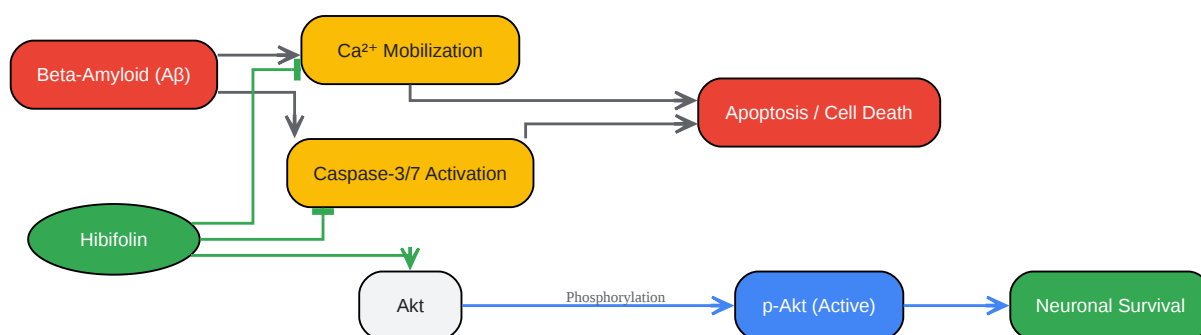 Ca²⁺ Mobilization
Beta-Amyloid (Aβ)
Apoptosis / Cell Death
Caspase-3/7 Activation
Hibifolin
Phosphorylation
Akt
p-Akt (Active)
Neuronal Survival